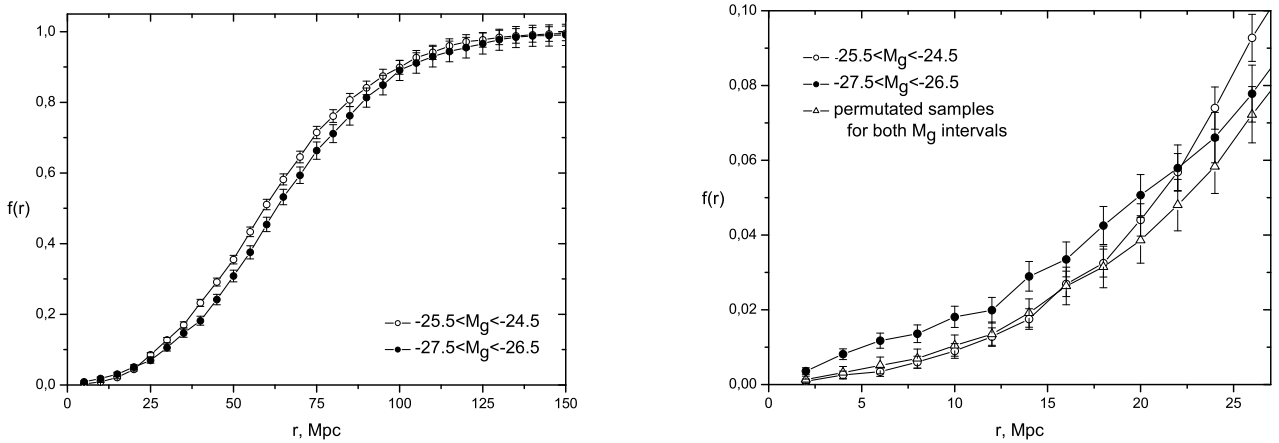 1,0
0,8
0,6
f(r)
0,4
0,2
0,0
-25.5<Mg<-24.5
-27.5<Mg<-26.5
0 25 50 75 100 125 150
r, Mpc
0,10
0,08
0,06
f(r)
0,04
0,02
0,00
-25.5<Mg<-24.5
-27.5<Mg<-26.5
permutated samples
for both Mg intervals
0 5 10 15 20 25
r, Mpc